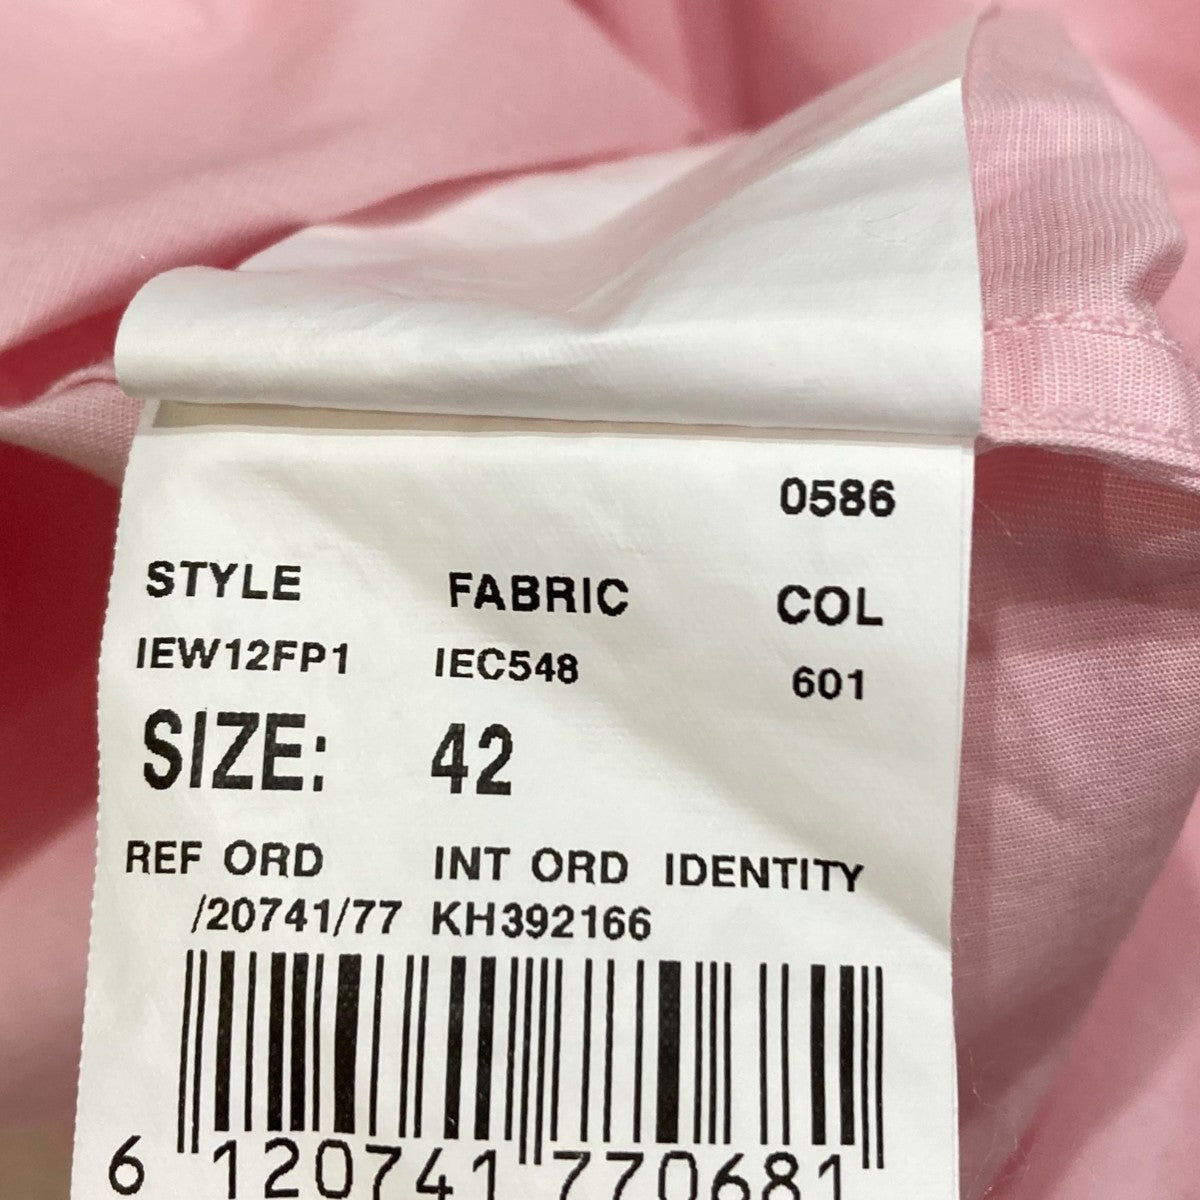 0586
STYLE FABRIC COL
IEW12FP1 IEC548 601
SIZE: 42
REF ORD INT ORD IDENTITY
/20741/77 KH392166
6 120741 770681